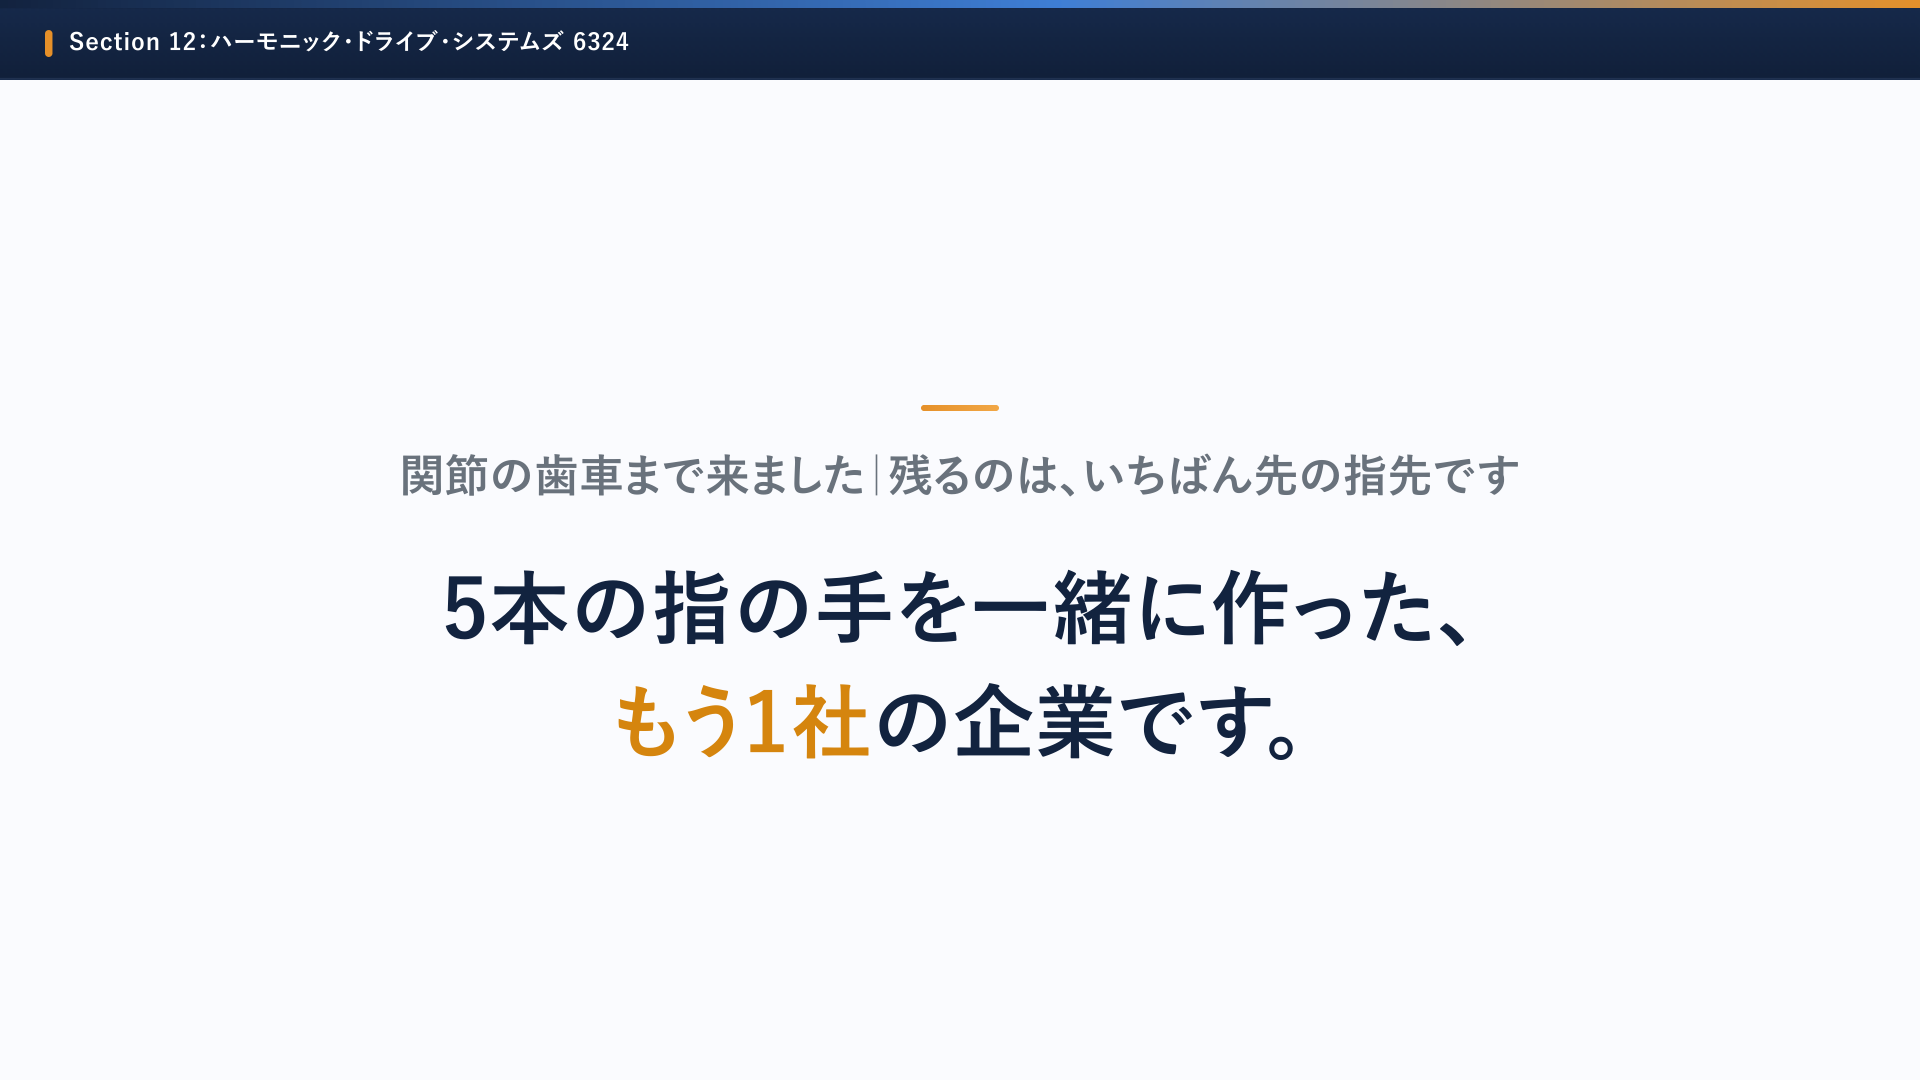 Section 12：ハーモニック・ドライブ・システムズ 6324
関節の歯車まで来ました｜残るのは、いちばん先の指先です
5本の指の手を一緒に作った、
もう1社の企業です。